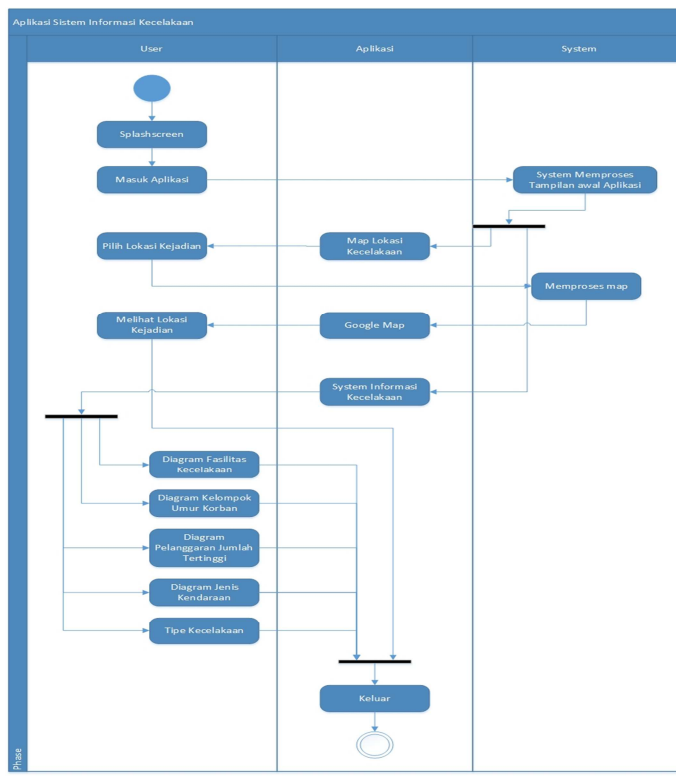 Aplikasi Sistem Informasi Kecelakaan
User
Aplikasi
System
Splashscreen
Masuk Aplikasi
System Memproses
Tampilan awal Aplikasi
Pilih Lokasi Kejadian
Map Lokasi
Kecelakaan
Memproses map
Melihat Lokasi
Kejadian
Google Map
System Informasi
Kecelakaan
Diagram Fasilitas
Kecelakaan
Diagram Kelompok
Umur Korban
Diagram
Pelanggaran Jumlah
Tertinggi
Diagram Jenis
Kendaraan
Tipe Kecelakaan
Keluar
Phase